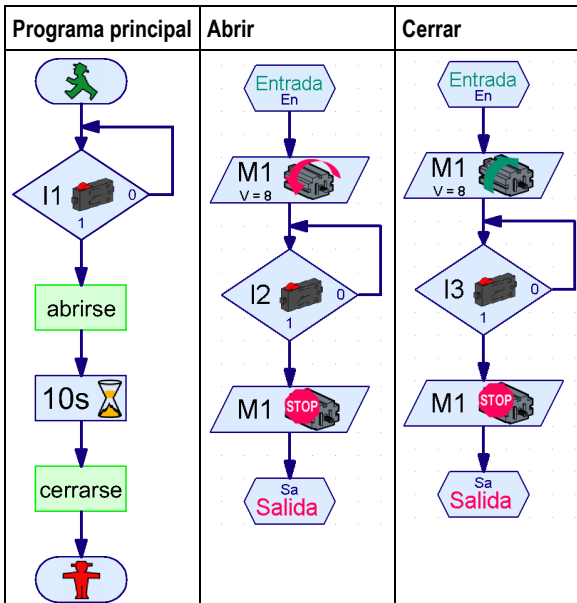 Programa principal
Abrir
Cerrar
I1
0
1
abrirse
10s
cerrarse
Entrada
En
M1
V = 8
I2
0
1
M1
STOP
Sa
Salida
Entrada
En
M1
V = 8
I3
0
1
M1
STOP
Sa
Salida